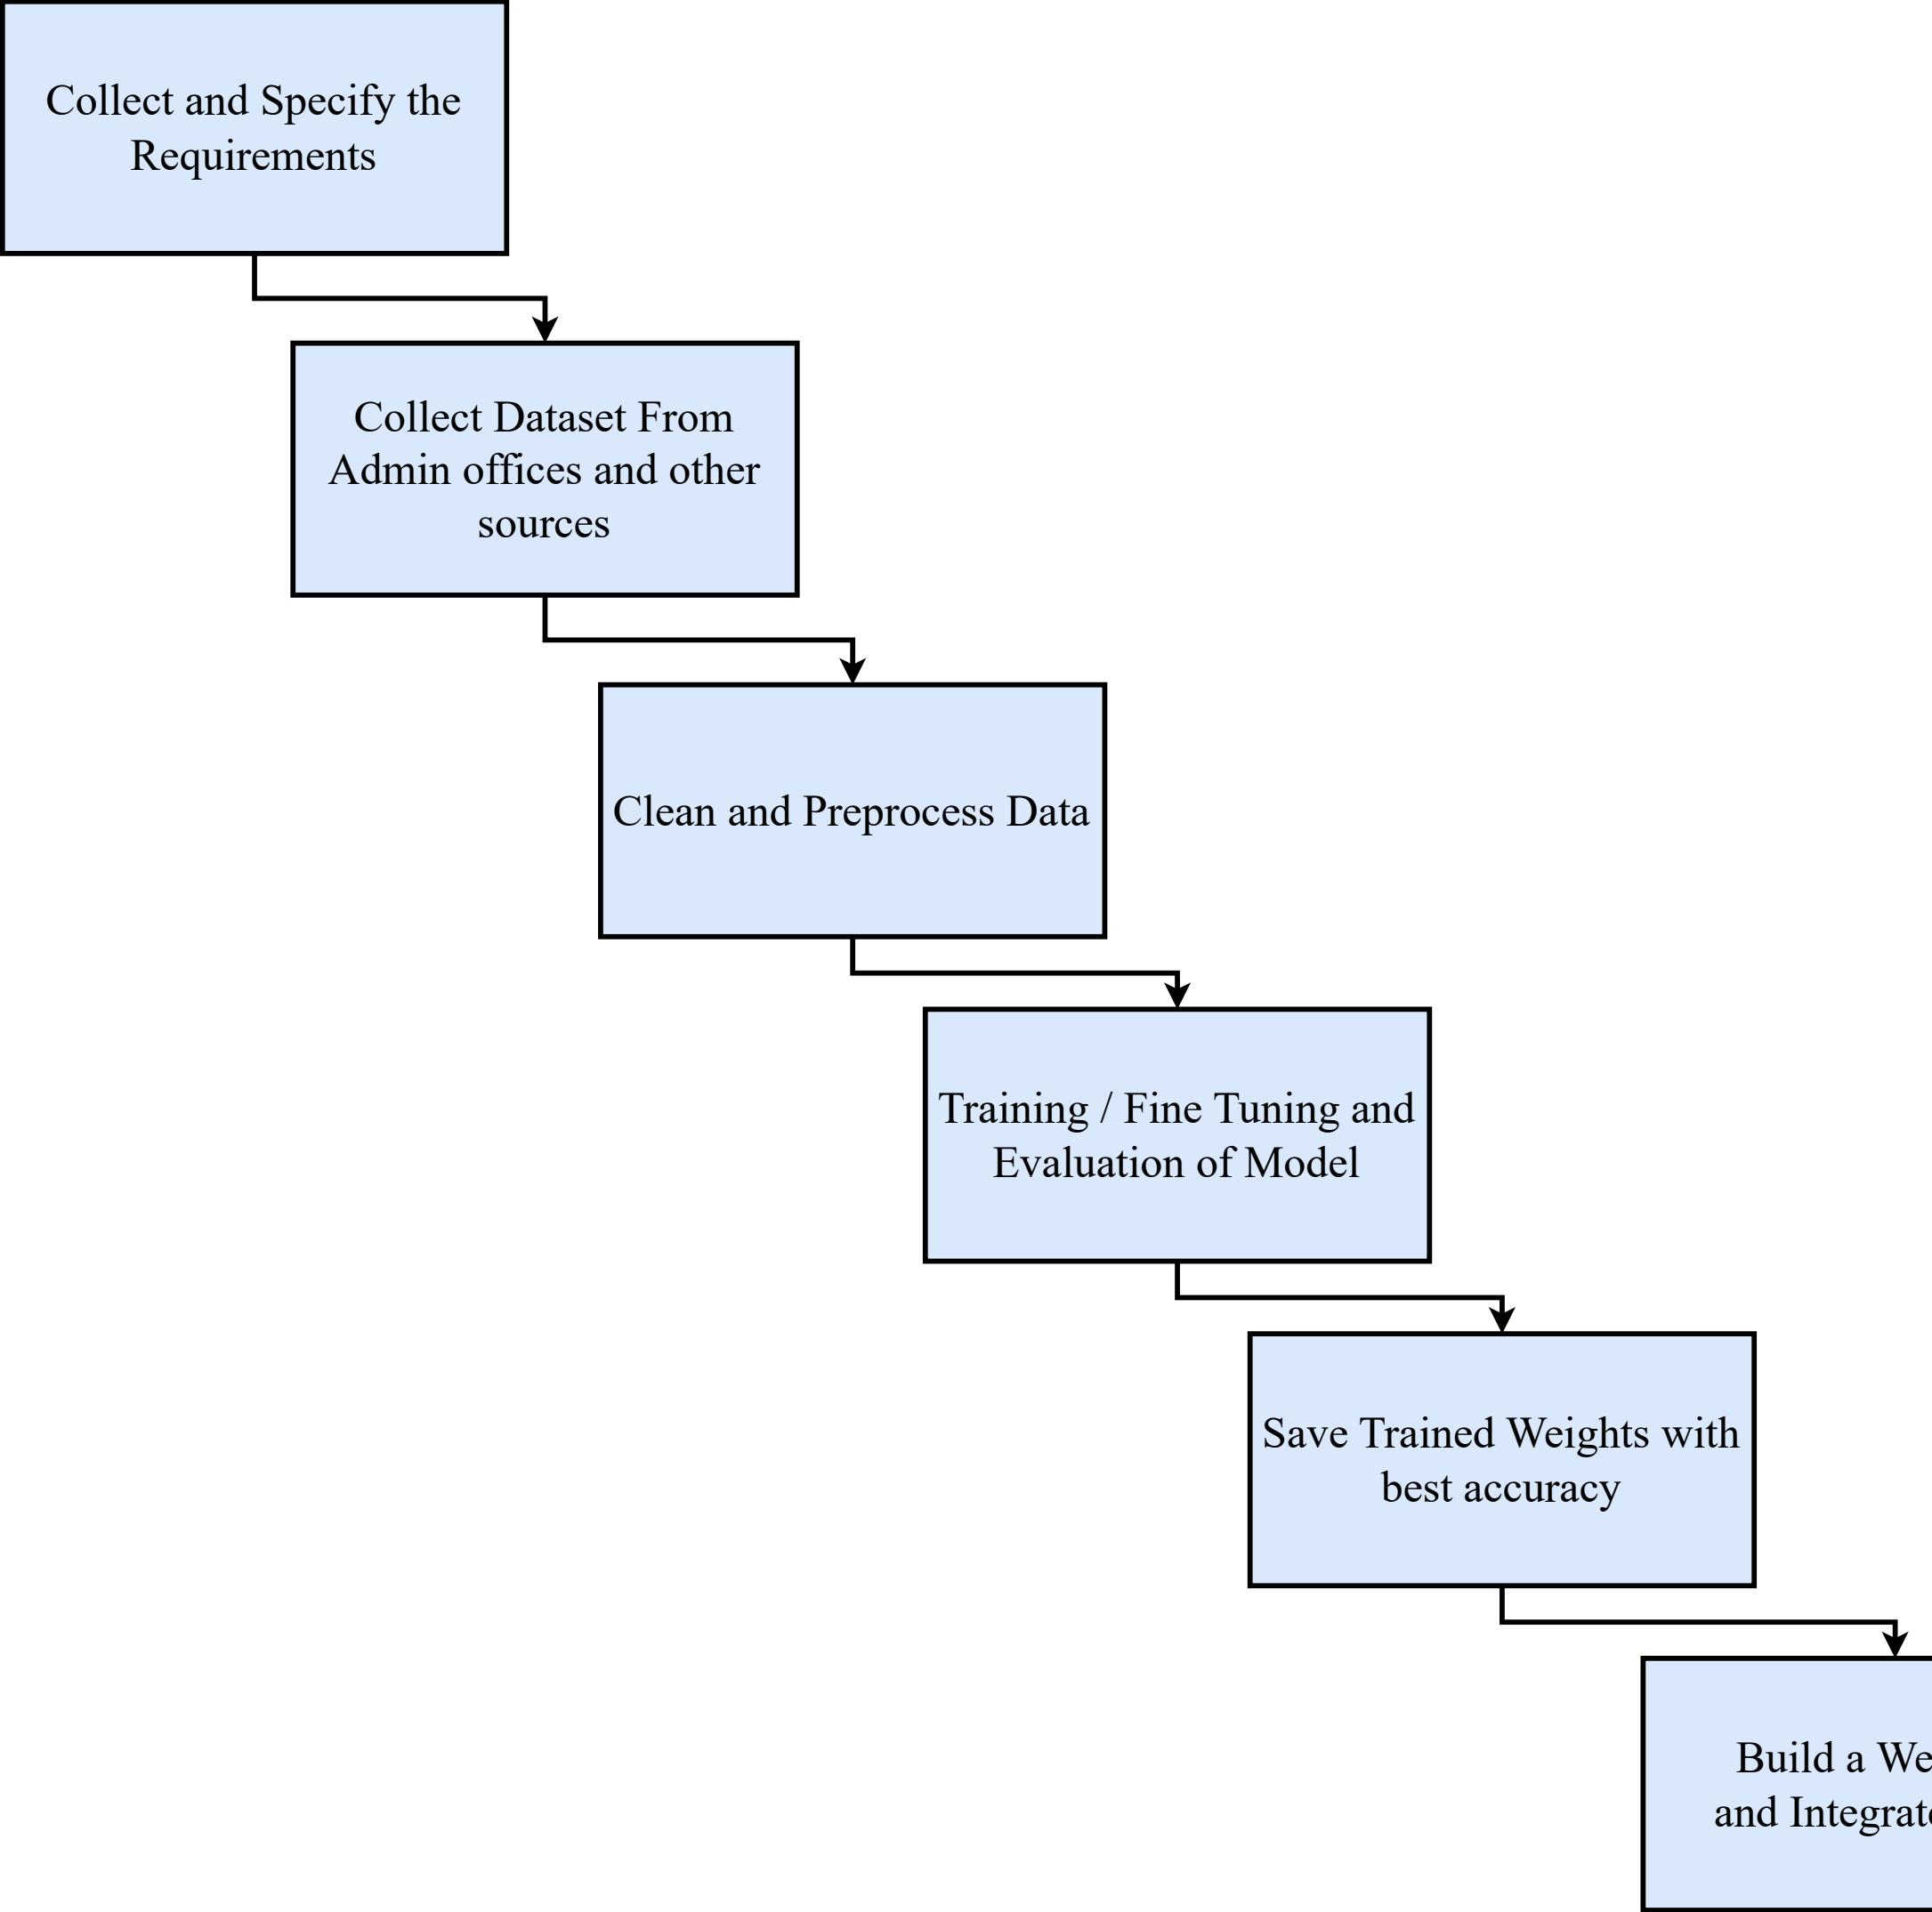 Collect and Specify the
Requirements
Collect Dataset From
Admin offices and other
sources
Clean and Preprocess Data
Training / Fine Tuning and
Evaluation of Model
Save Trained Weights with
best accuracy
Build a
and